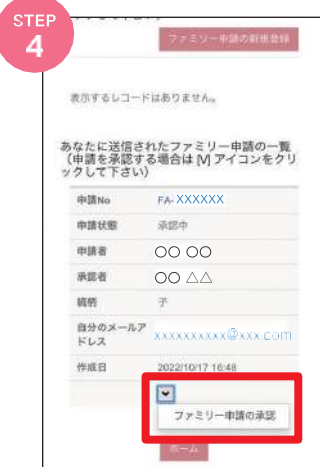 STEP
4
ファミリー申請の新規登録
表示するレコードはありません。
あなたに送信されたファミリー申請の一覧
（申請を承認する場合は [V] アイコンをクリ
ックして下さい）
申請No FA-XXXXXX
申請状態 承認中
申請者 ○○ ○○
承認者 ○○ △△
続柄 子
自分のメールア
ドレス xxxxxxxxxx@xxx.com
作成日 2022/10/17 16:48
ファミリー申請の承認
ホーム